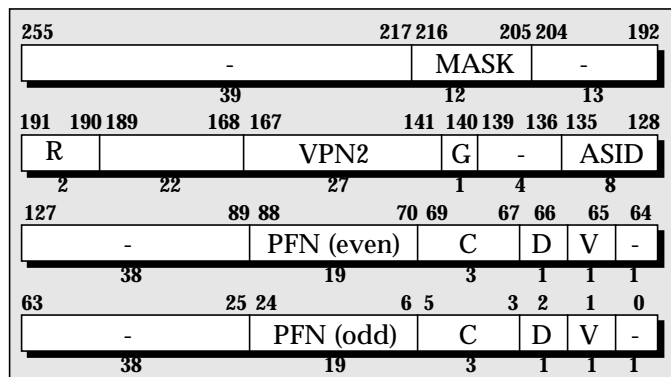 255 217 216 205 204 192
- MASK -
39 12 13
191 190 189 168 167 141 140 139 136 135 128
R VPN2 G - ASID
2 22 27 1 4 8
127 89 88 70 69 67 66 65 64
- PFN (even) C D V -
38 19 3 1 1 1
63 25 24 6 5 3 2 1 0
- PFN (odd) C D V -
38 19 3 1 1 1